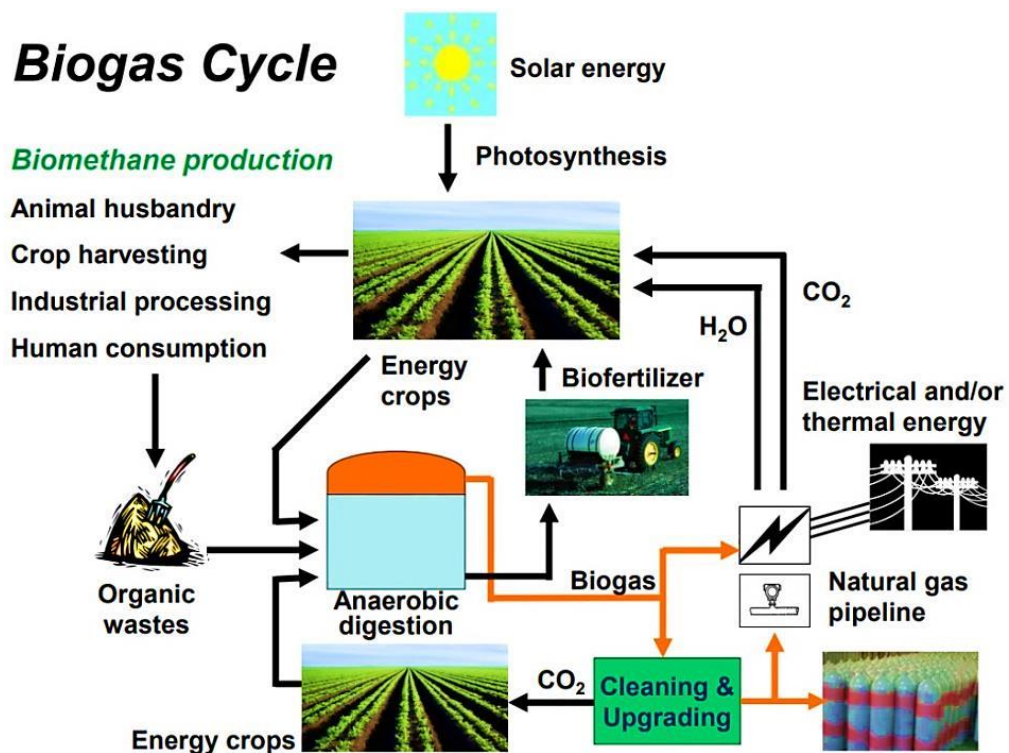 Biogas Cycle
Solar energy
Photosynthesis
Biomethane production
Animal husbandry
Crop harvesting
Industrial processing
Human consumption
CO₂
H₂O
Energy
crops
Biofertilizer
Electrical and/or
thermal energy
Organic
wastes
Anaerobic
digestion
Biogas
Natural gas
pipeline
CO₂
Cleaning &
Upgrading
Energy crops